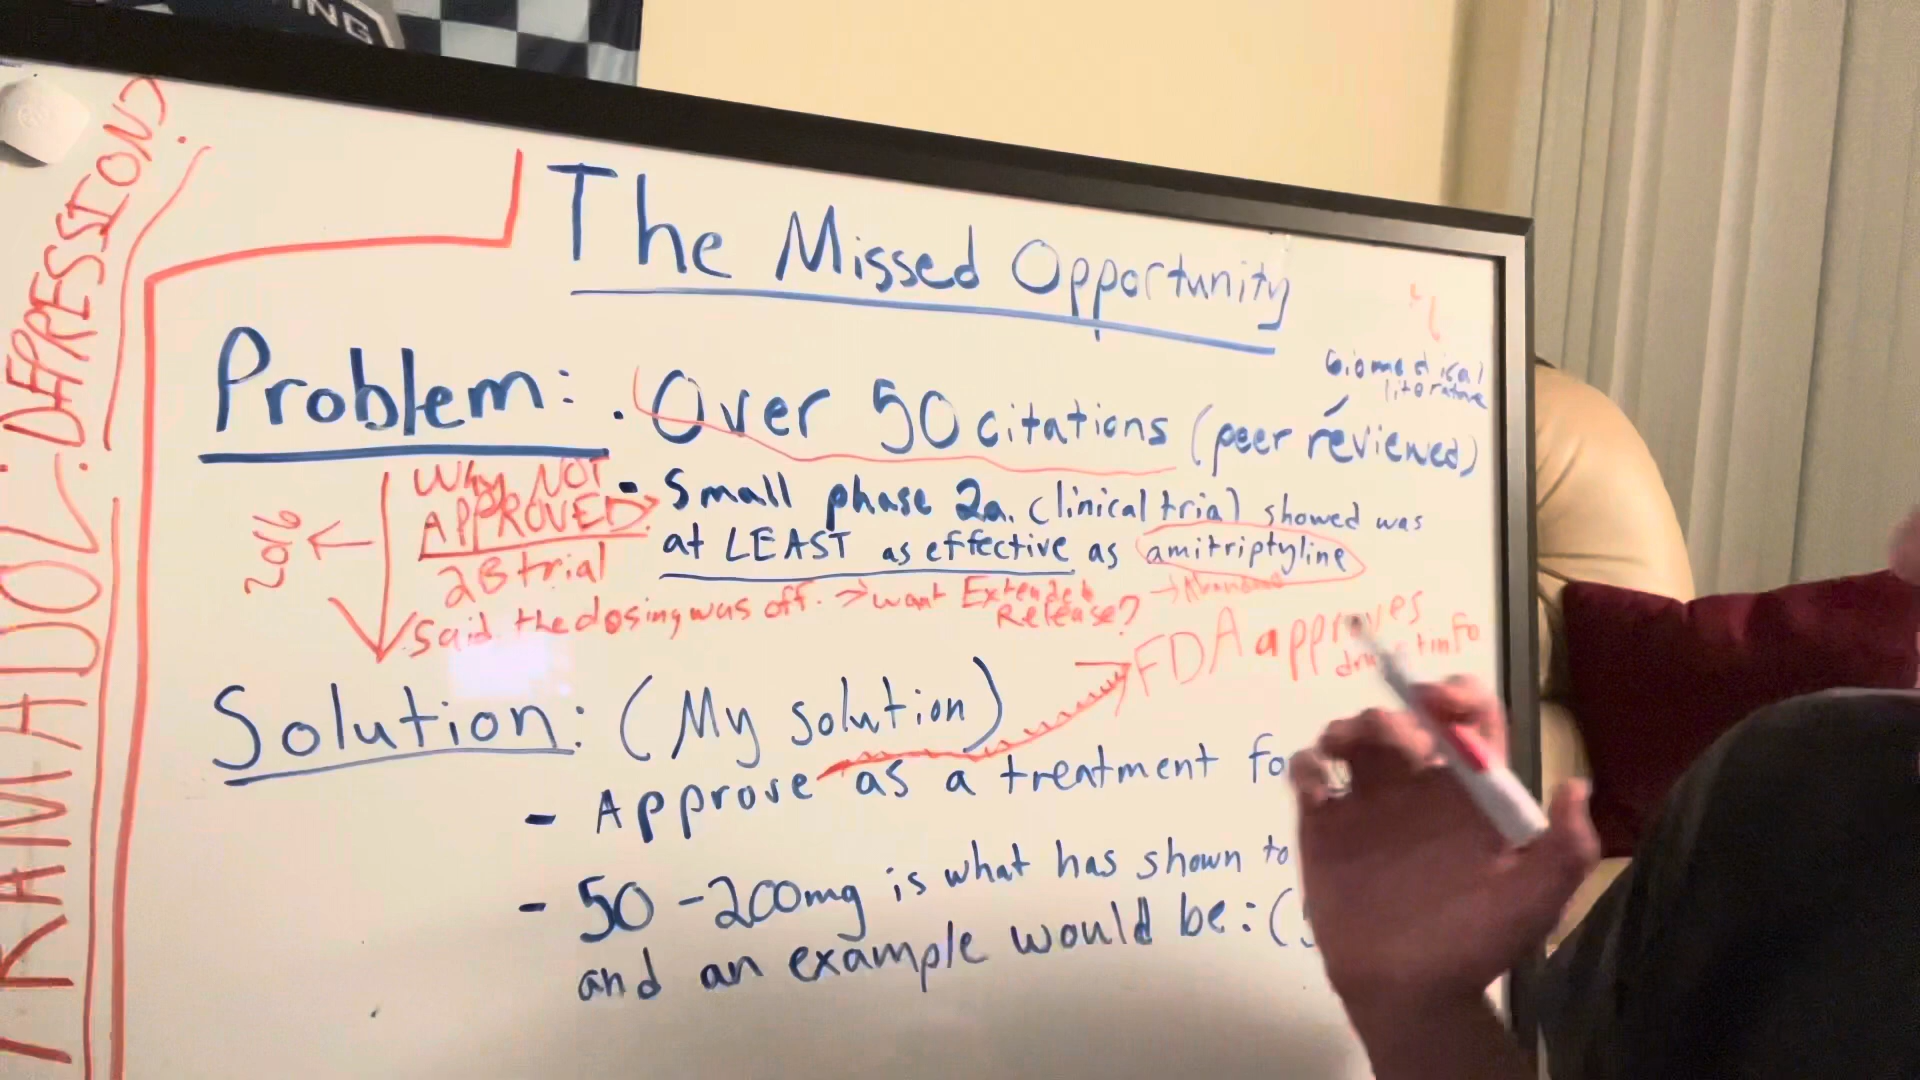 ING
TRAMADOL: DEPRESSION?
The Missed Opportunity
biomedical
literature
Problem: · Over 50 citations (peer reviewed)
Why NOT
APPROVED
2B trial
2016
- Small phase 2a. Clinical trial showed was
at LEAST as effective as amitriptyline
Said the dosing was off. → want Extended
Release?
FDA approves
Solution: (My solution)
- Approve as a treatment fo
- 50-200mg is what has shown to
and an example would be: (